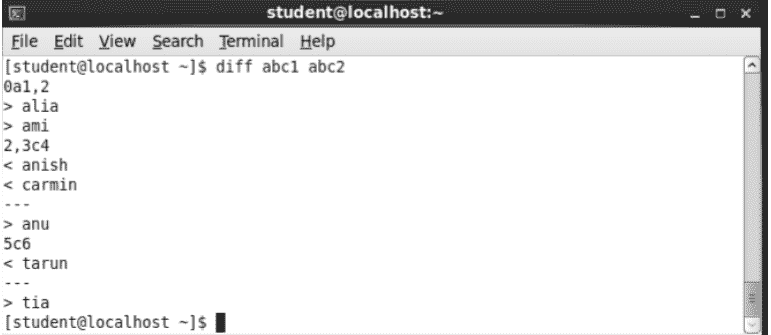 student@localhost:~
File Edit View Search Terminal Help
[student@localhost ~]$ diff abc1 abc2
0a1,2
> alia
> ami
2,3c4
< anish
< carmin
---
> anu
5c6
< tarun
---
> tia
[student@localhost ~]$